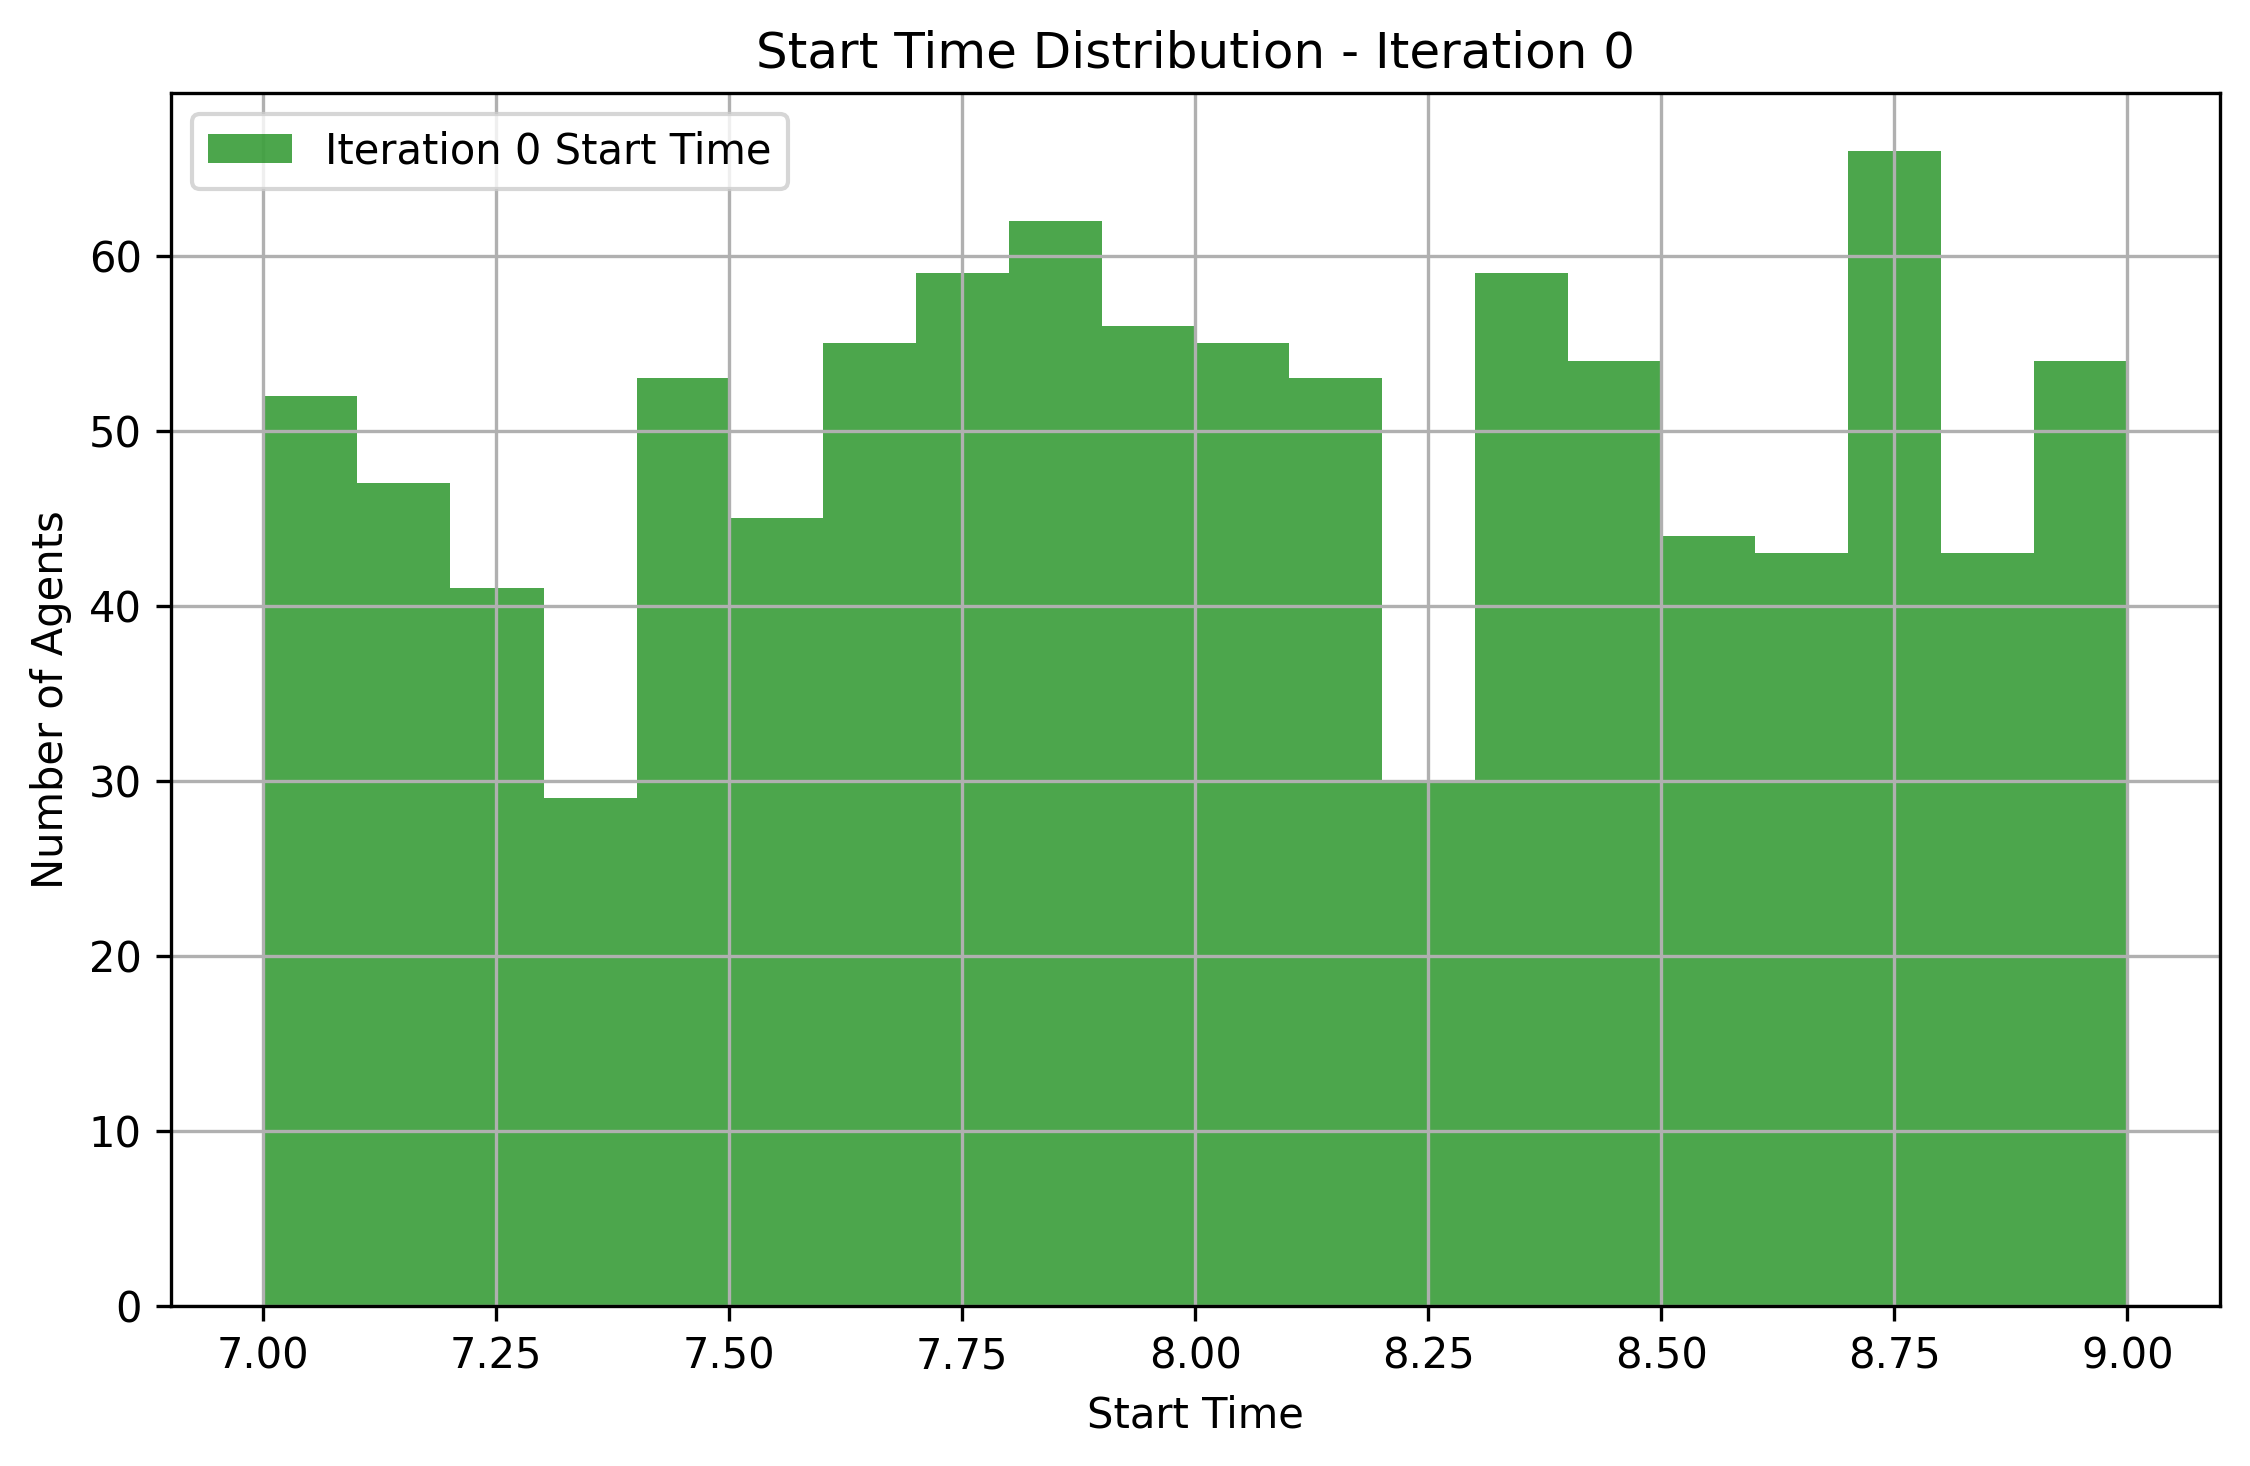 Start Time Distribution - Iteration 0
Iteration 0 Start Time
Number of Agents
60
50
40
30
20
10
0
7.00 7.25 7.50 7.75 8.00 8.25 8.50 8.75 9.00
Start Time